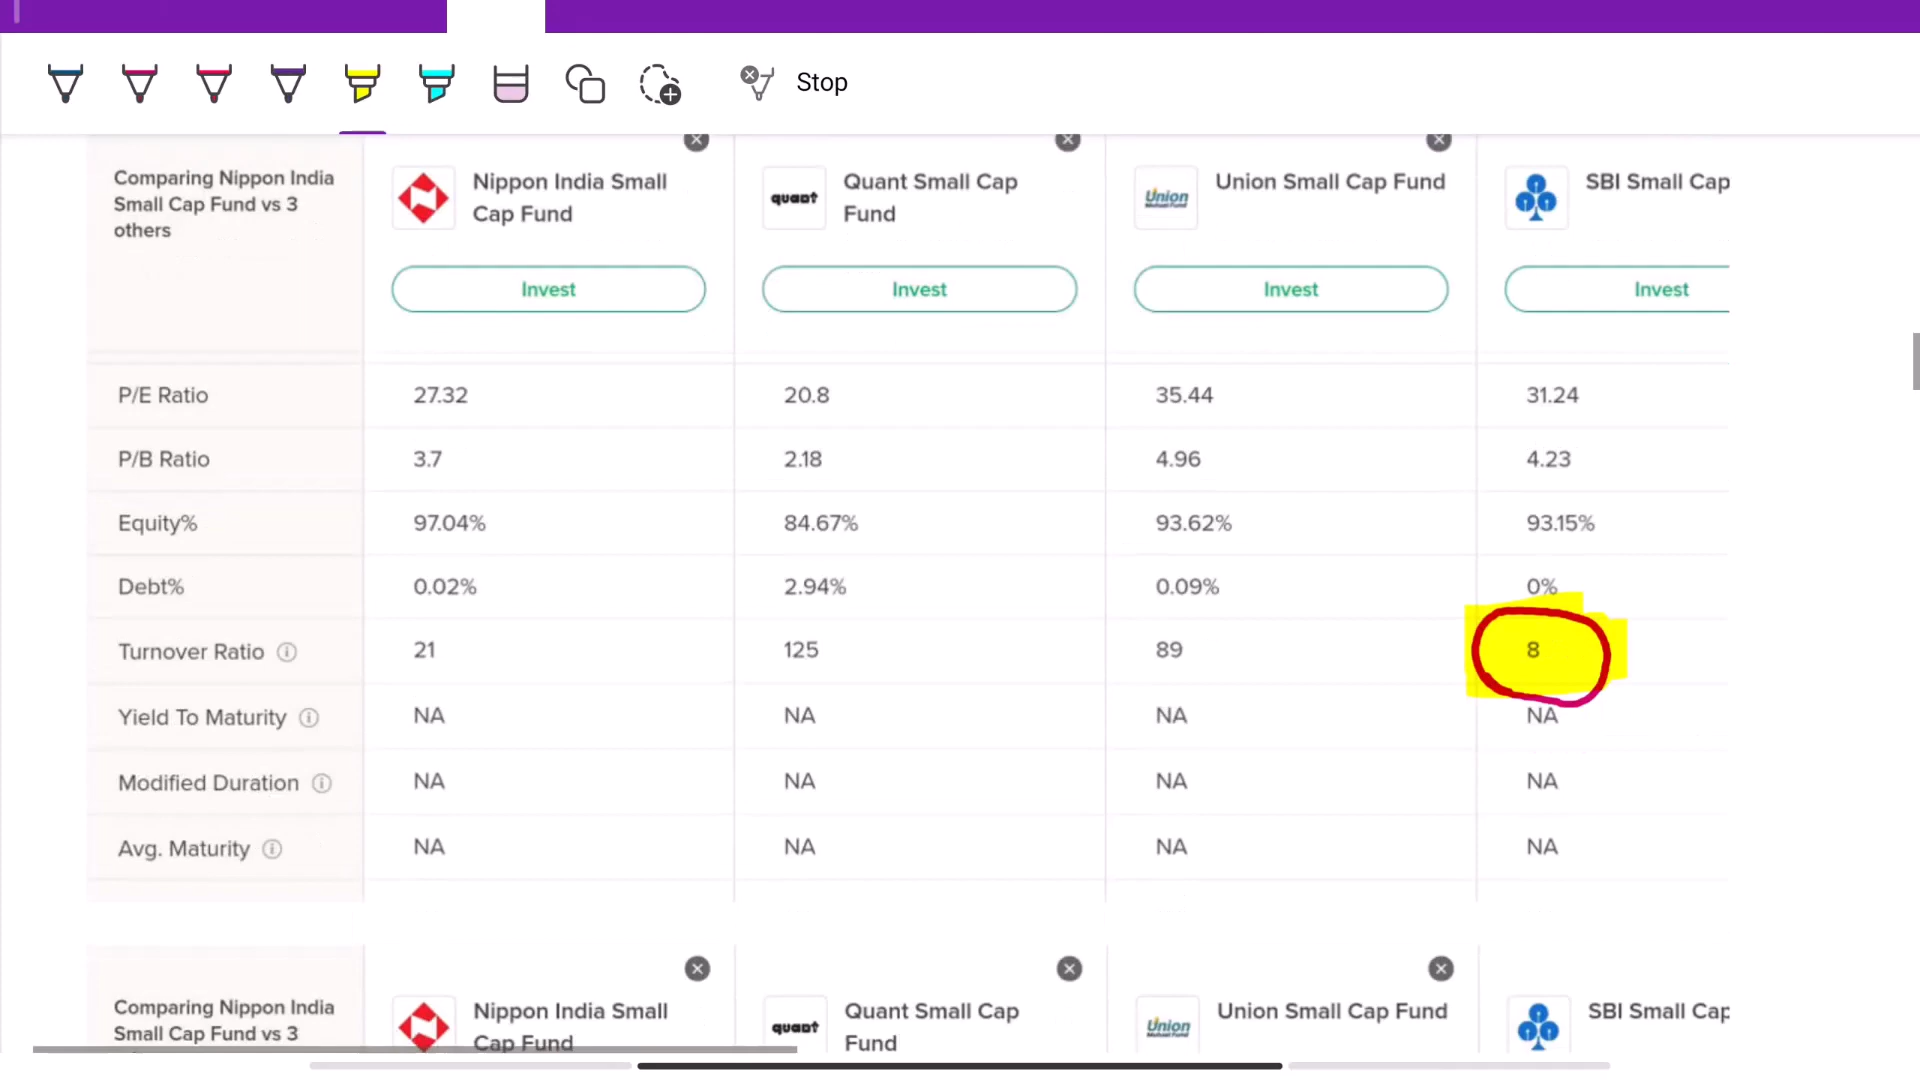 Stop
Comparing Nippon India
Small Cap Fund vs 3
others
Nippon India Small
Cap Fund
quant
Quant Small Cap
Fund
Union
Mutual Fund
Union Small Cap Fund
SBI Small Cap
Invest
Invest
Invest
Invest
P/E Ratio 27.32 20.8 35.44 31.24
P/B Ratio 3.7 2.18 4.96 4.23
Equity% 97.04% 84.67% 93.62% 93.15%
Debt% 0.02% 2.94% 0.09% 0%
Turnover Ratio 21 125 89 8
Yield To Maturity NA NA NA NA
Modified Duration NA NA NA NA
Avg. Maturity NA NA NA NA
Comparing Nippon India
Small Cap Fund vs 3
Nippon India Small
Cap Fund
quant
Quant Small Cap
Fund
Union
Mutual Fund
Union Small Cap Fund
SBI Small Cap